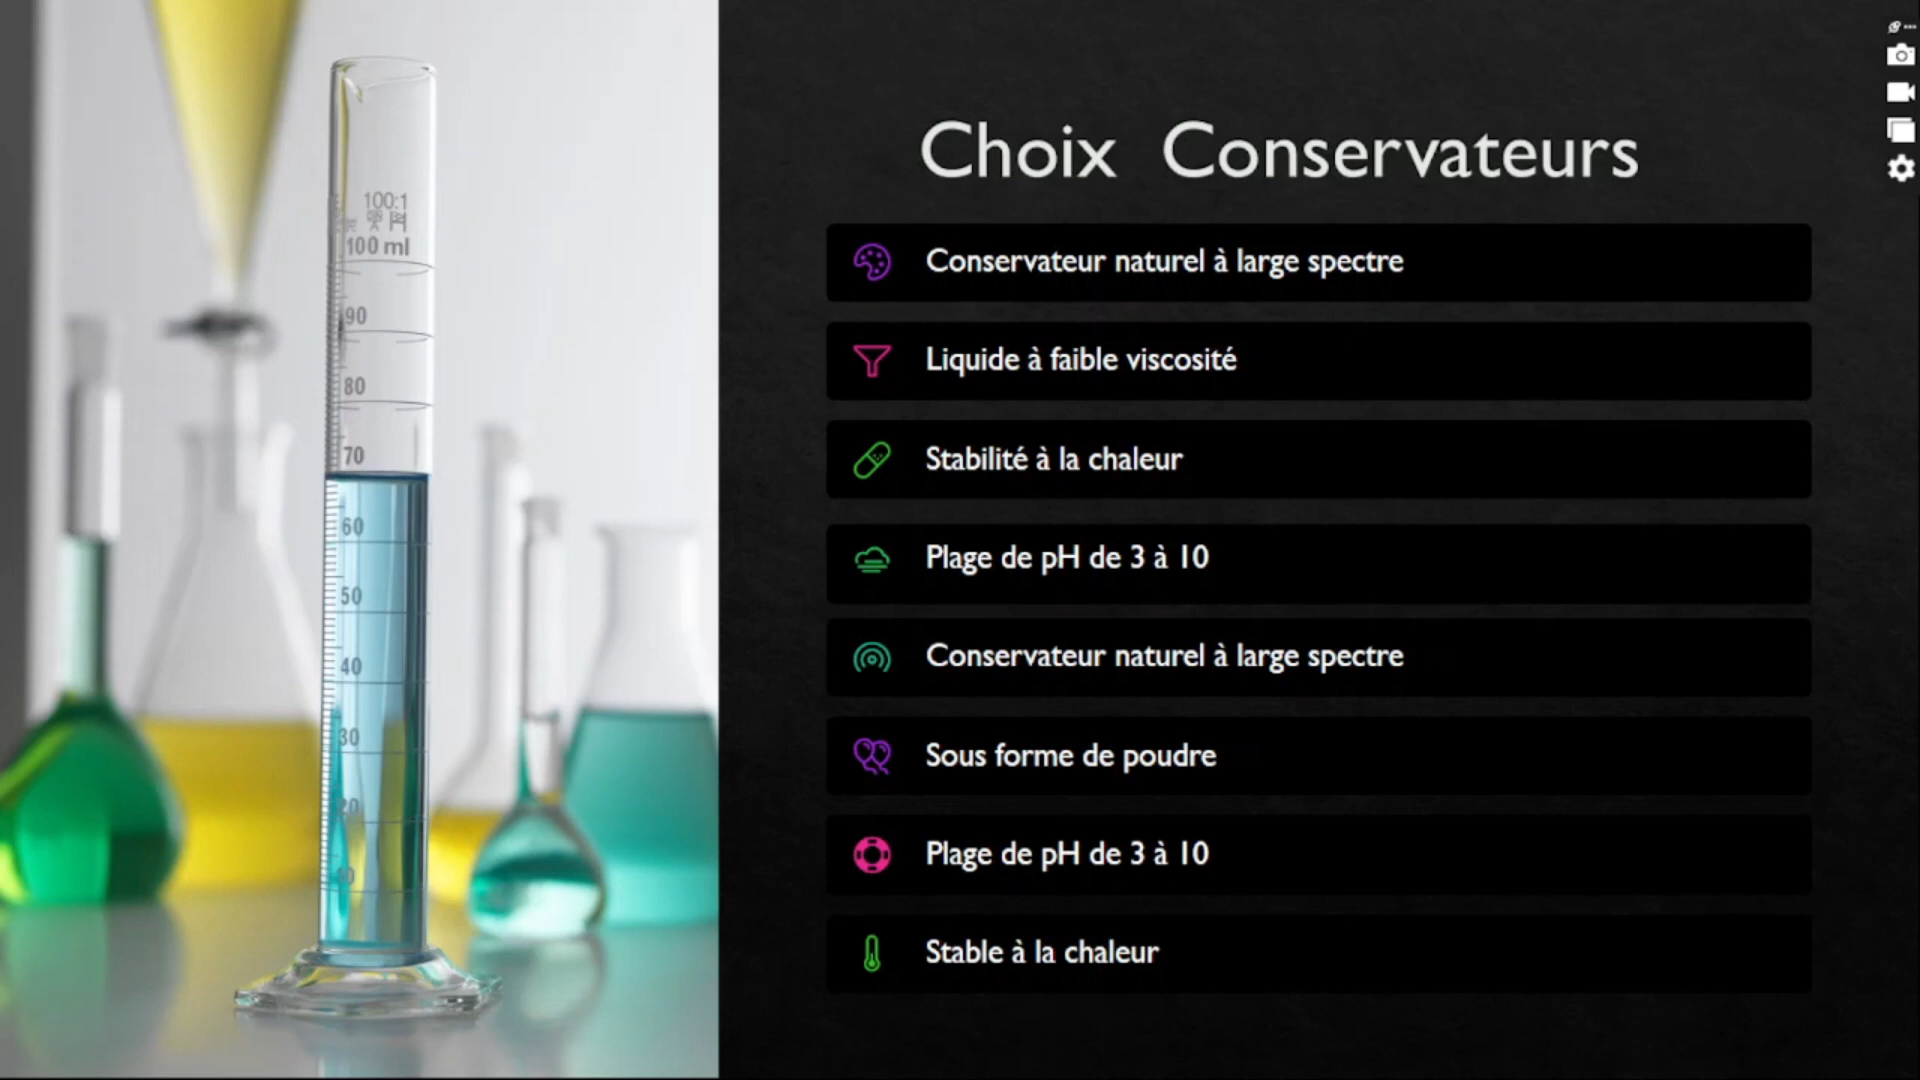 Choix Conservateurs
Conservateur naturel à large spectre
Liquide à faible viscosité
Stabilité à la chaleur
Plage de pH de 3 à 10
Conservateur naturel à large spectre
Sous forme de poudre
Plage de pH de 3 à 10
Stable à la chaleur
100:1
100 ml
90
80
70
60
50
40
30
20
10